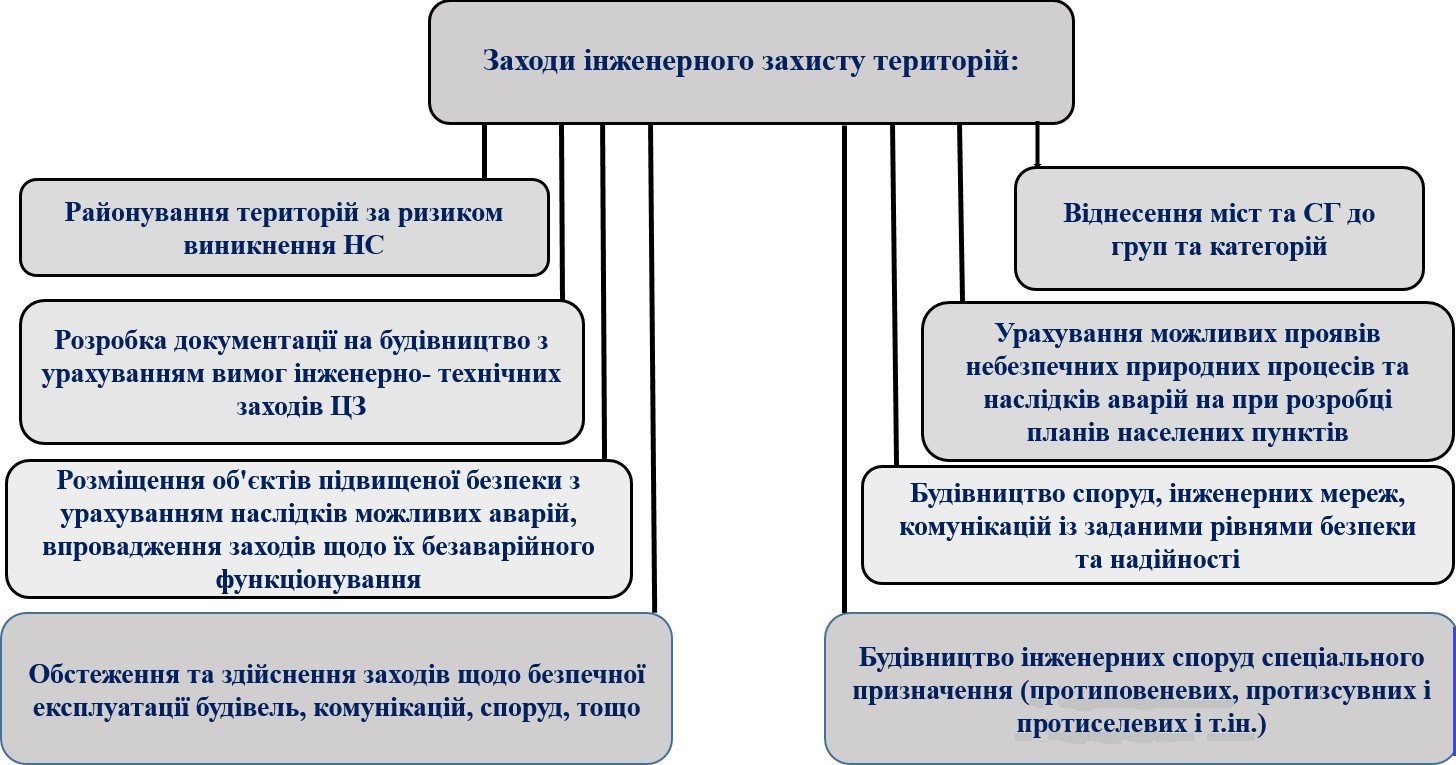 Заходи інженерного захисту територій:
Районування територій за ризиком
виникнення НС
Розробка документації на будівництво з
урахуванням вимог інженерно- технічних
заходів ЦЗ
Розміщення об'єктів підвищеної безпеки з
урахуванням наслідків можливих аварій,
впровадження заходів щодо їх безаварійного
функціонування
Обстеження та здійснення заходів щодо безпечної
експлуатації будівель, комунікацій, споруд, тощо
Віднесення міст та СГ до
груп та категорій
Урахування можливих проявів
небезпечних природних процесів та
наслідків аварій на при розробці
планів населених пунктів
Будівництво споруд, інженерних мереж,
комунікацій із заданими рівнями безпеки
та надійності
Будівництво інженерних споруд спеціального
призначення (протиповеневих, протизсувних і
протиселевих і т.ін.)